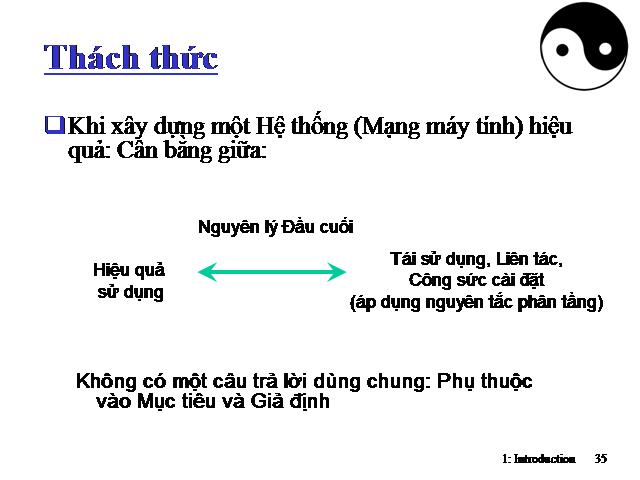 Thách thức
Khi xây dựng một Hệ thống (Mạng máy tính) hiệu
quả: Cân bằng giữa:
Nguyên lý Đầu cuối
Hiệu quả
sử dụng
Tái sử dụng, Liên tác,
Công sức cài đặt
(áp dụng nguyên tắc phân tầng)
Không có một câu trả lời dùng chung: Phụ thuộc
vào Mục tiêu và Giả định
1: Introduction 35